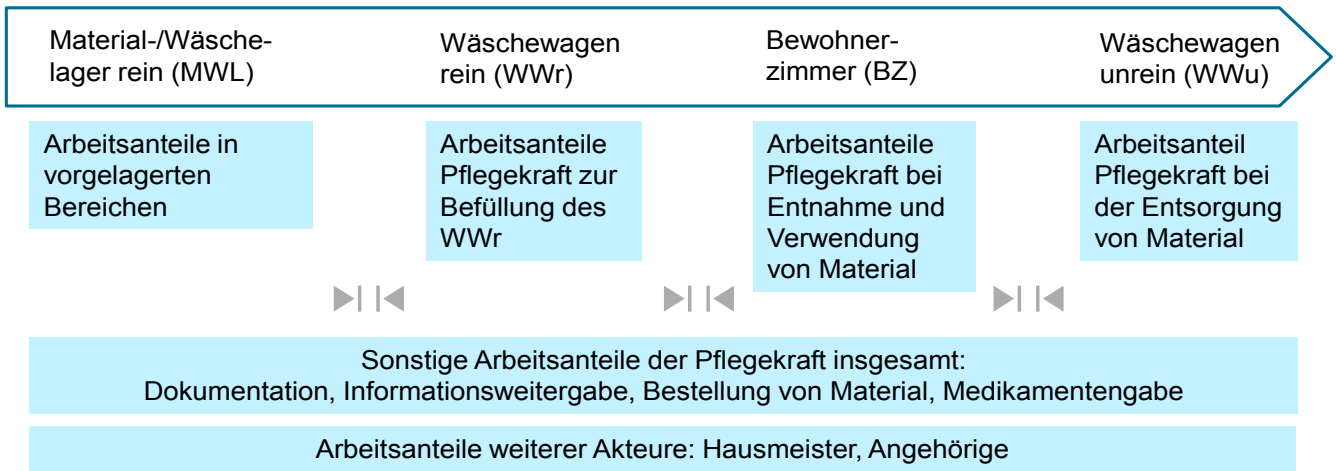 Material-/Wäsche-
lager rein (MWL)
Wäschewagen
rein (WWr)
Bewohner-
zimmer (BZ)
Wäschewagen
unrein (WWu)
Arbeitsanteile in
vorgelagerten
Bereichen
Arbeitsanteile
Pflegekraft zur
Befüllung des
WWr
Arbeitsanteile
Pflegekraft bei
Entnahme und
Verwendung
von Material
Arbeitsanteil
Pflegekraft bei
der Entsorgung
von Material
Sonstige Arbeitsanteile der Pflegekraft insgesamt:
Dokumentation, Informationsweitergabe, Bestellung von Material, Medikamentengabe
Arbeitsanteile weiterer Akteure: Hausmeister, Angehörige